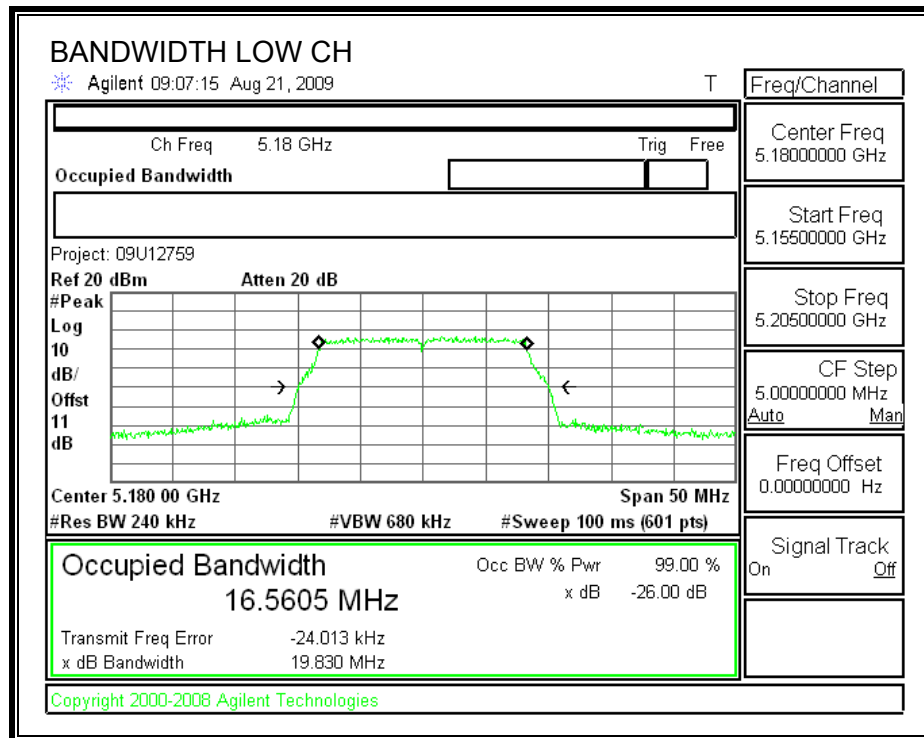 BANDWIDTH LOW CH
Agilent 09:07:15 Aug 21, 2009 T
Freq/Channel
Ch Freq 5.18 GHz Trig Free
Occupied Bandwidth
Center Freq
5.18000000 GHz
Start Freq
5.15500000 GHz
Project: 09U12759
Ref 20 dBm Atten 20 dB
#Peak
Log
10
dB/
Offst
11
dB
Stop Freq
5.20500000 GHz
CF Step
5.00000000 MHz
Auto Man
Center 5.180 00 GHz Span 50 MHz
#Res BW 240 kHz #VBW 680 kHz #Sweep 100 ms (601 pts)
Freq Offset
0.00000000 Hz
Occupied Bandwidth
16.5605 MHz
Occ BW % Pwr 99.00 %
x dB -26.00 dB
Transmit Freq Error -24.013 kHz
x dB Bandwidth 19.830 MHz
Signal Track
On Off
Copyright 2000-2008 Agilent Technologies